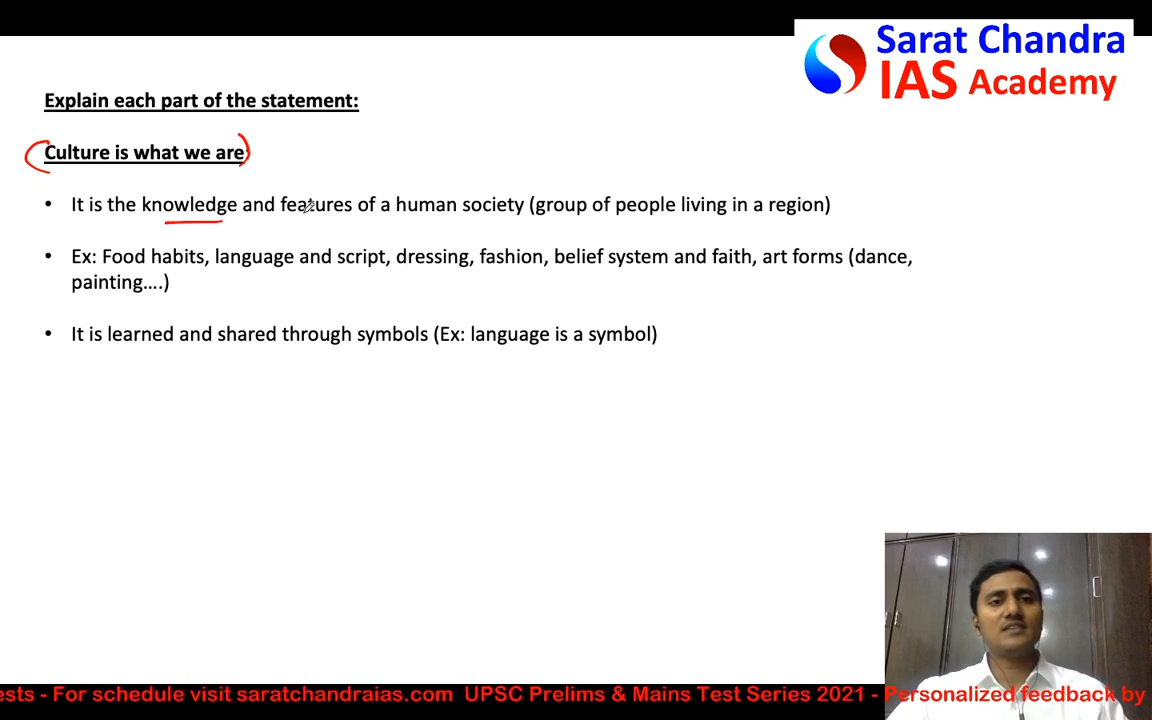 Sarat Chandra
IAS Academy
Explain each part of the statement:
Culture is what we are
• It is the knowledge and features of a human society (group of people living in a region)
• Ex: Food habits, language and script, dressing, fashion, belief system and faith, art forms (dance,
painting….)
• It is learned and shared through symbols (Ex: language is a symbol)
ests - For schedule visit saratchandraias.com UPSC Prelims & Mains Test Series 2021 - Personalized feedback by